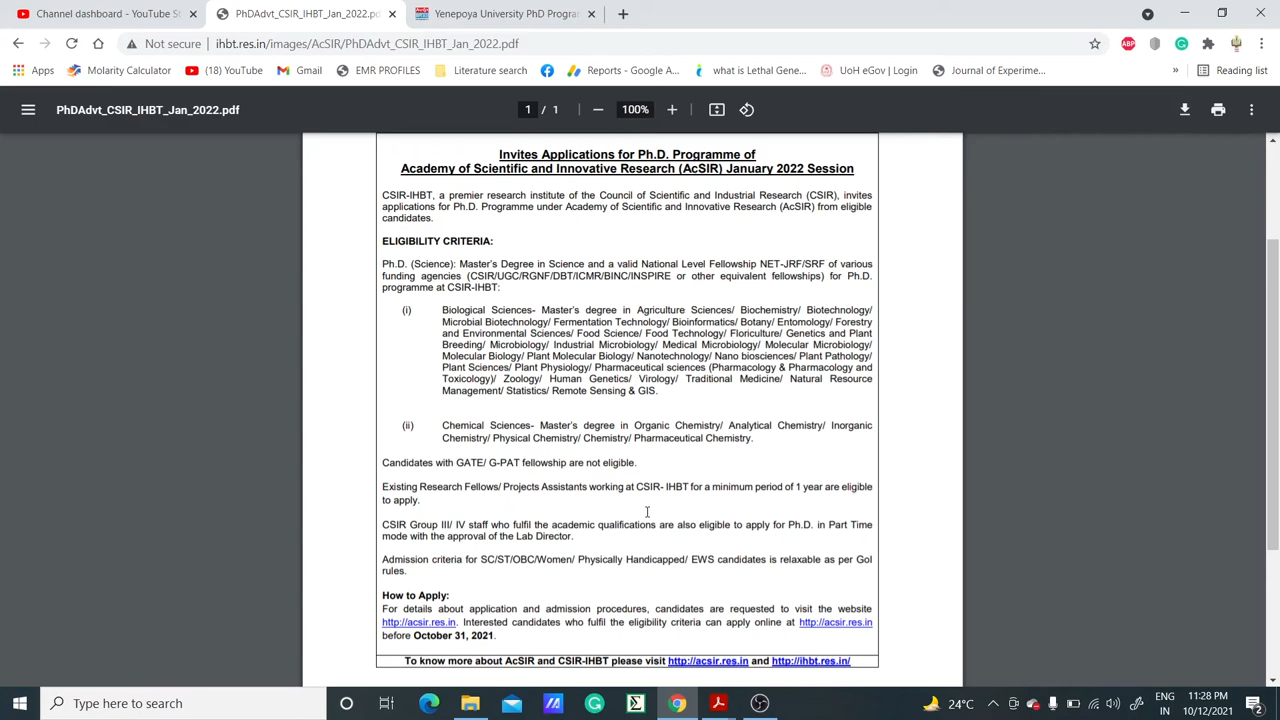 Channel dashboard - YouTube St
PhDAdvt_CSIR_IHBT_Jan_2022.pd
Yenepoya University PhD Program
Not secure
ihbt.res.in/images/AcSIR/PhDAdvt_CSIR_IHBT_Jan_2022.pdf
Apps
Molarity Calculator
(18) YouTube
Gmail
EMR PROFILES
Literature search
Reports - Google A...
what is Lethal Gene...
UoH eGov | Login
Journal of Experime...
»
Reading list
PhDAdvt_CSIR_IHBT_Jan_2022.pdf
1 / 1
100%
Invites Applications for Ph.D. Programme of
Academy of Scientific and Innovative Research (AcSIR) January 2022 Session
CSIR-IHBT, a premier research institute of the Council of Scientific and Industrial Research (CSIR), invites
applications for Ph.D. Programme under Academy of Scientific and Innovative Research (AcSIR) from eligible
candidates.
ELIGIBILITY CRITERIA:
Ph.D. (Science): Master's Degree in Science and a valid National Level Fellowship NET-JRF/SRF of various
funding agencies (CSIR/UGC/RGNF/DBT/ICMR/BINC/INSPIRE or other equivalent fellowships) for Ph.D.
programme at CSIR-IHBT:
(i) Biological Sciences- Master's degree in Agriculture Sciences/ Biochemistry/ Biotechnology/
Microbial Biotechnology/ Fermentation Technology/ Bioinformatics/ Botany/ Entomology/ Forestry
and Environmental Sciences/ Food Science/ Food Technology/ Floriculture/ Genetics and Plant
Breeding/ Microbiology/ Industrial Microbiology/ Medical Microbiology/ Molecular Microbiology/
Molecular Biology/ Plant Molecular Biology/ Nanotechnology/ Nano biosciences/ Plant Pathology/
Plant Sciences/ Plant Physiology/ Pharmaceutical sciences (Pharmacology & Pharmacology and
Toxicology)/ Zoology/ Human Genetics/ Virology/ Traditional Medicine/ Natural Resource
Management/ Statistics/ Remote Sensing & GIS.
(ii) Chemical Sciences- Master's degree in Organic Chemistry/ Analytical Chemistry/ Inorganic
Chemistry/ Physical Chemistry/ Chemistry/ Pharmaceutical Chemistry.
Candidates with GATE/ G-PAT fellowship are not eligible.
Existing Research Fellows/ Projects Assistants working at CSIR- IHBT for a minimum period of 1 year are eligible
to apply.
CSIR Group III/ IV staff who fulfil the academic qualifications are also eligible to apply for Ph.D. in Part Time
mode with the approval of the Lab Director.
Admission criteria for SC/ST/OBC/Women/ Physically Handicapped/ EWS candidates is relaxable as per GoI
rules.
How to Apply:
For details about application and admission procedures, candidates are requested to visit the website
http://acsir.res.in. Interested candidates who fulfil the eligibility criteria can apply online at http://acsir.res.in
before October 31, 2021.
To know more about AcSIR and CSIR-IHBT please visit http://acsir.res.in and http://ihbt.res.in/
Type here to search
24°C
ENG
IN
11:28 PM
10/12/2021
2